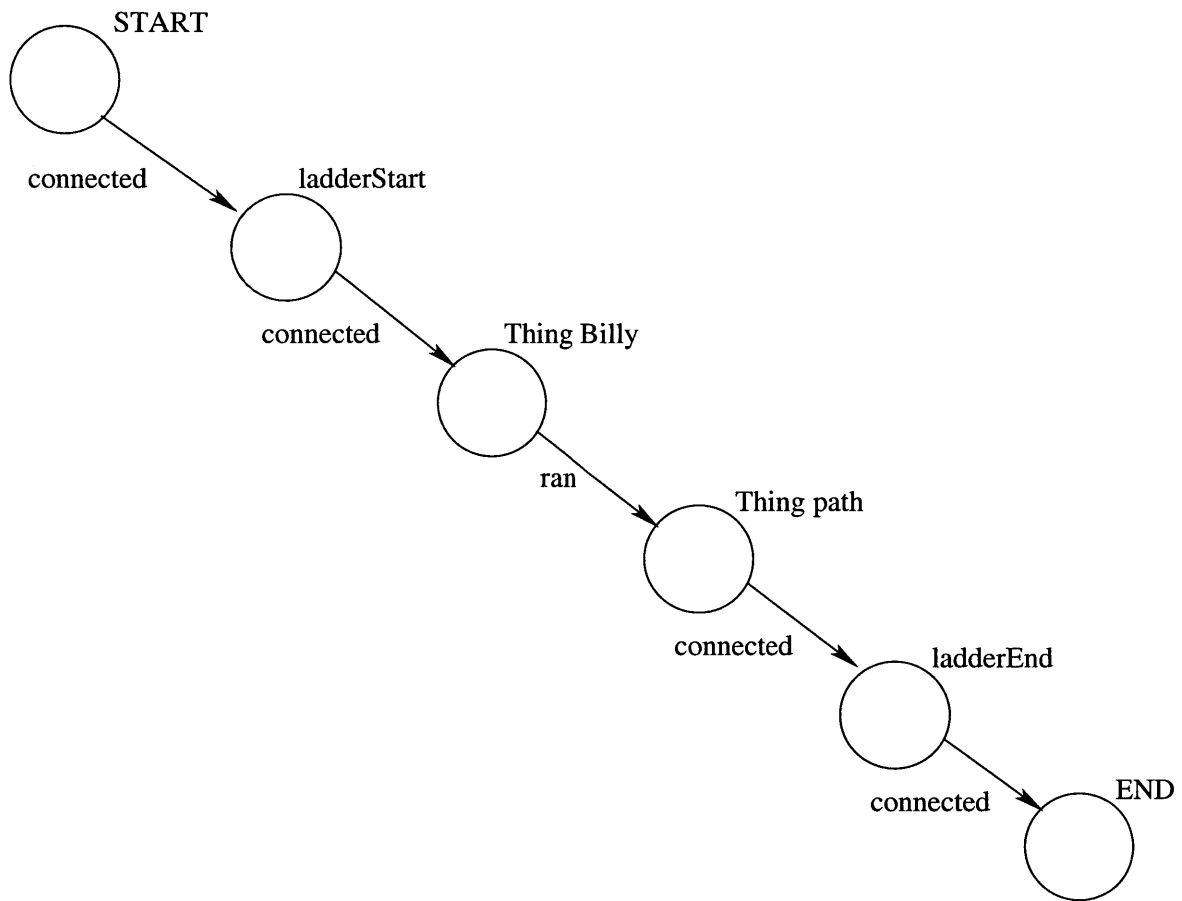 START
connected
ladderStart
connected
Thing Billy
ran
Thing path
connected
ladderEnd
connected
END